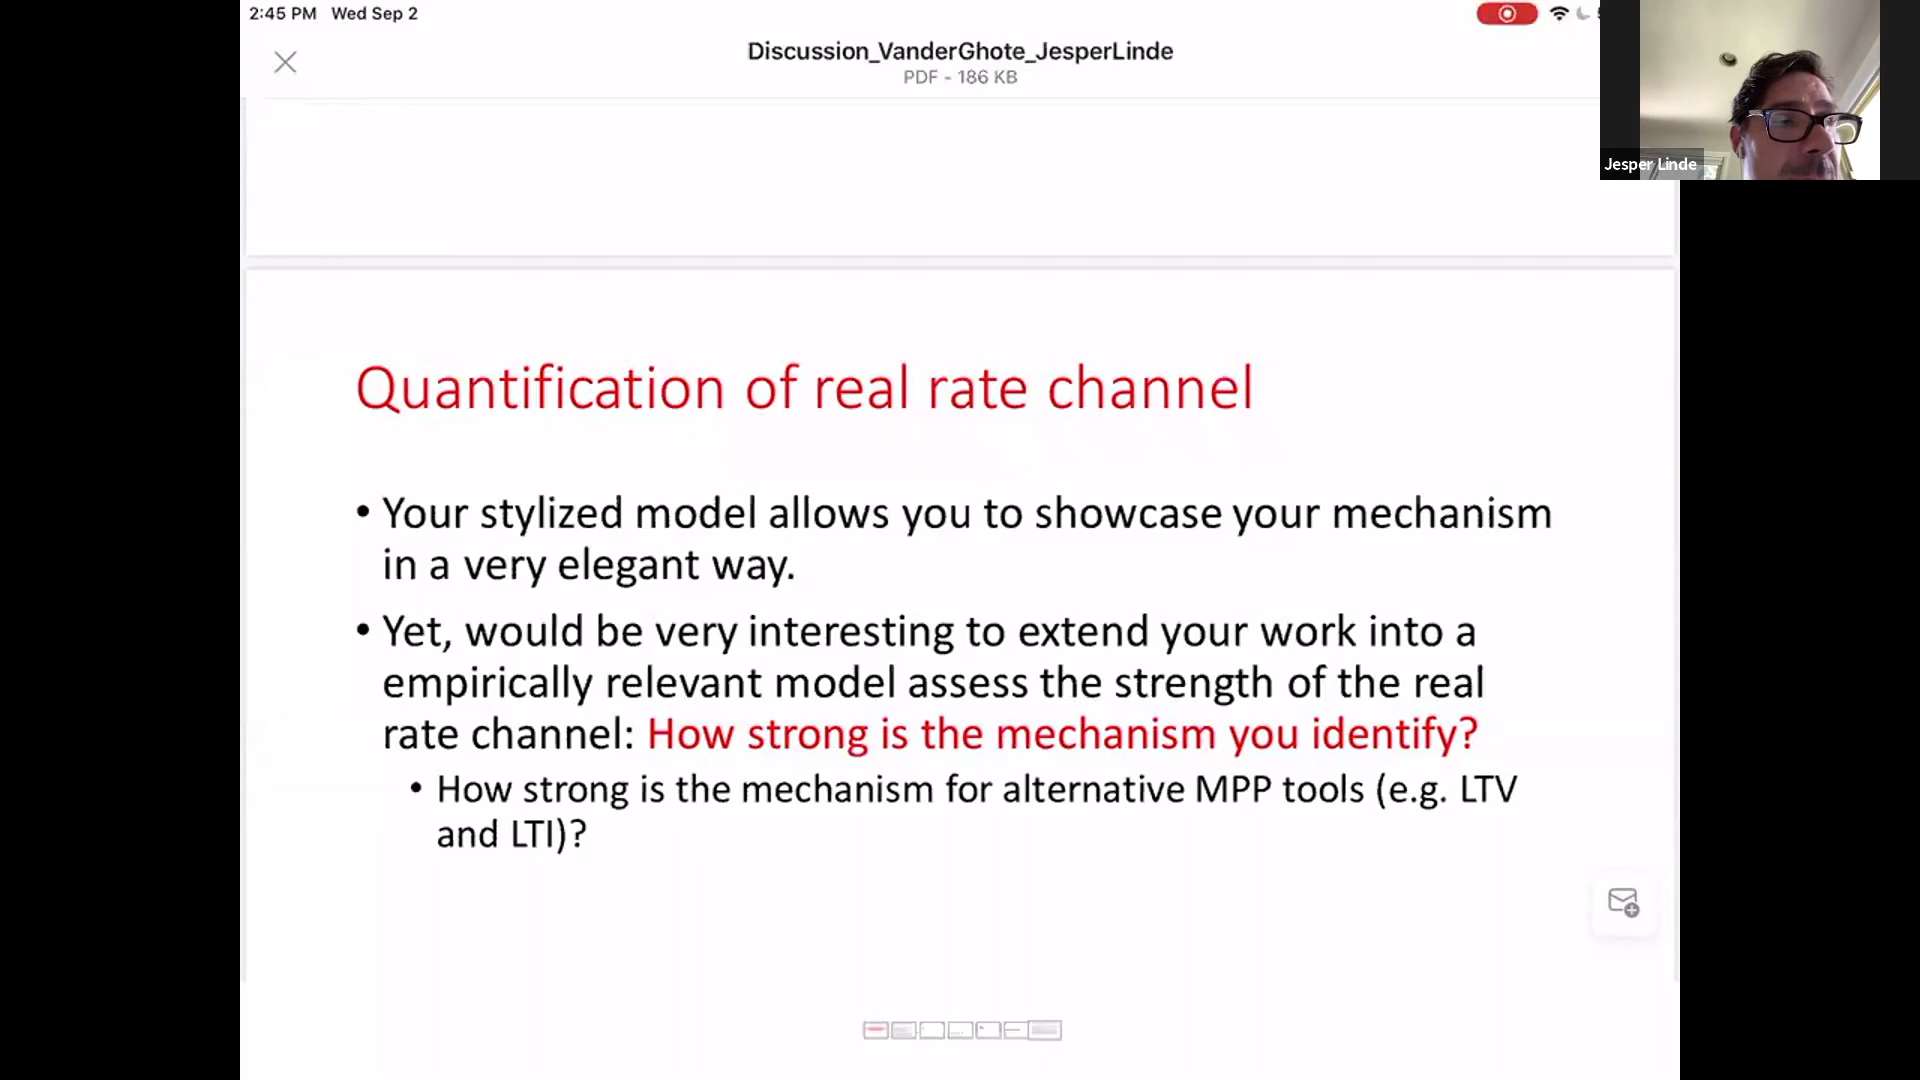 2:45 PM Wed Sep 2
Discussion_VanderGhote_JesperLinde
PDF - 186 KB
Jesper Linde
Quantification of real rate channel
• Your stylized model allows you to showcase your mechanism
in a very elegant way.
• Yet, would be very interesting to extend your work into a
empirically relevant model assess the strength of the real
rate channel: How strong is the mechanism you identify?
• How strong is the mechanism for alternative MPP tools (e.g. LTV
and LTI)?